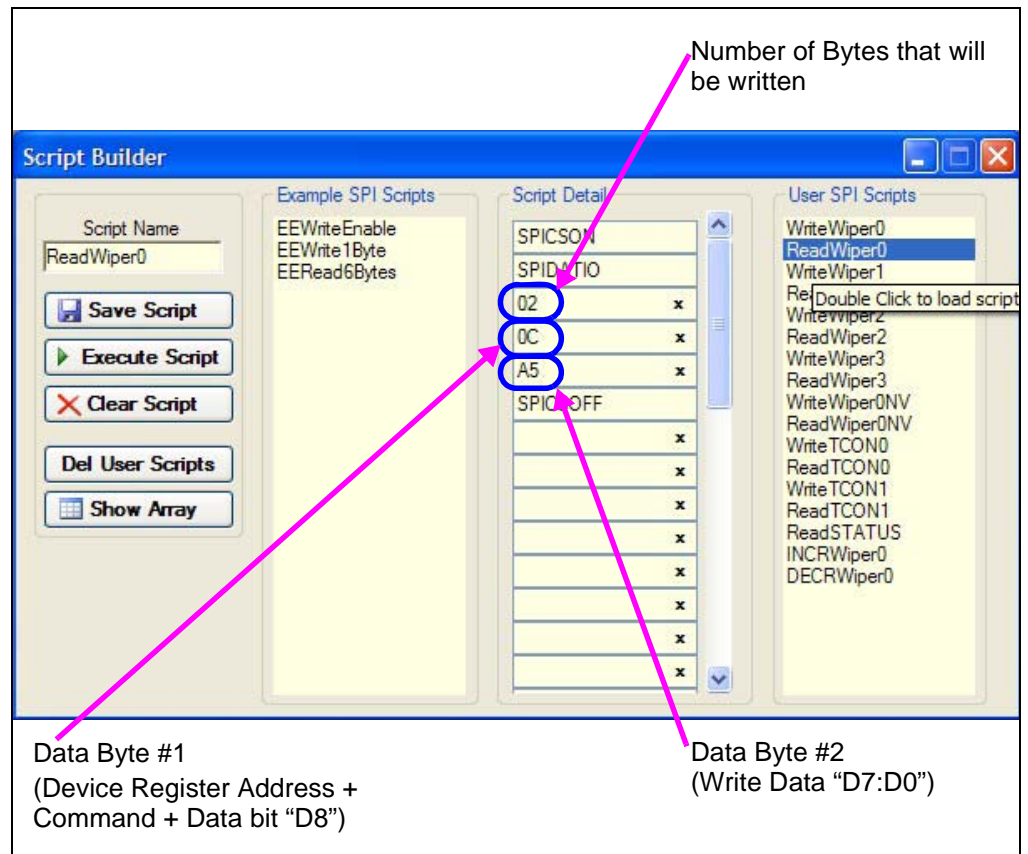 Number of Bytes that will
be written
Script Builder
Script Name
ReadWiper0
Save Script
Execute Script
Clear Script
Del User Scripts
Show Array
Example SPI Scripts
EEWriteEnable
EEWrite1Byte
EERead6Bytes
Script Detail
SPICSON
SPIDATIO
02 x
0C x
A5 x
x
x
x
x
x
x
x
x
User SPI Scripts
WriteWiper0
ReadWiper0
WriteWiper1
Double Click to load script
WriteWiper2
ReadWiper2
WriteWiper3
ReadWiper3
WriteWiper0NV
ReadWiper0NV
WriteTCON0
ReadTCON0
WriteTCON1
ReadTCON1
ReadSTATUS
INCRWiper0
DECRWiper0
Data Byte #1
(Device Register Address +
Command + Data bit “D8”)
Data Byte #2
(Write Data “D7:D0”)